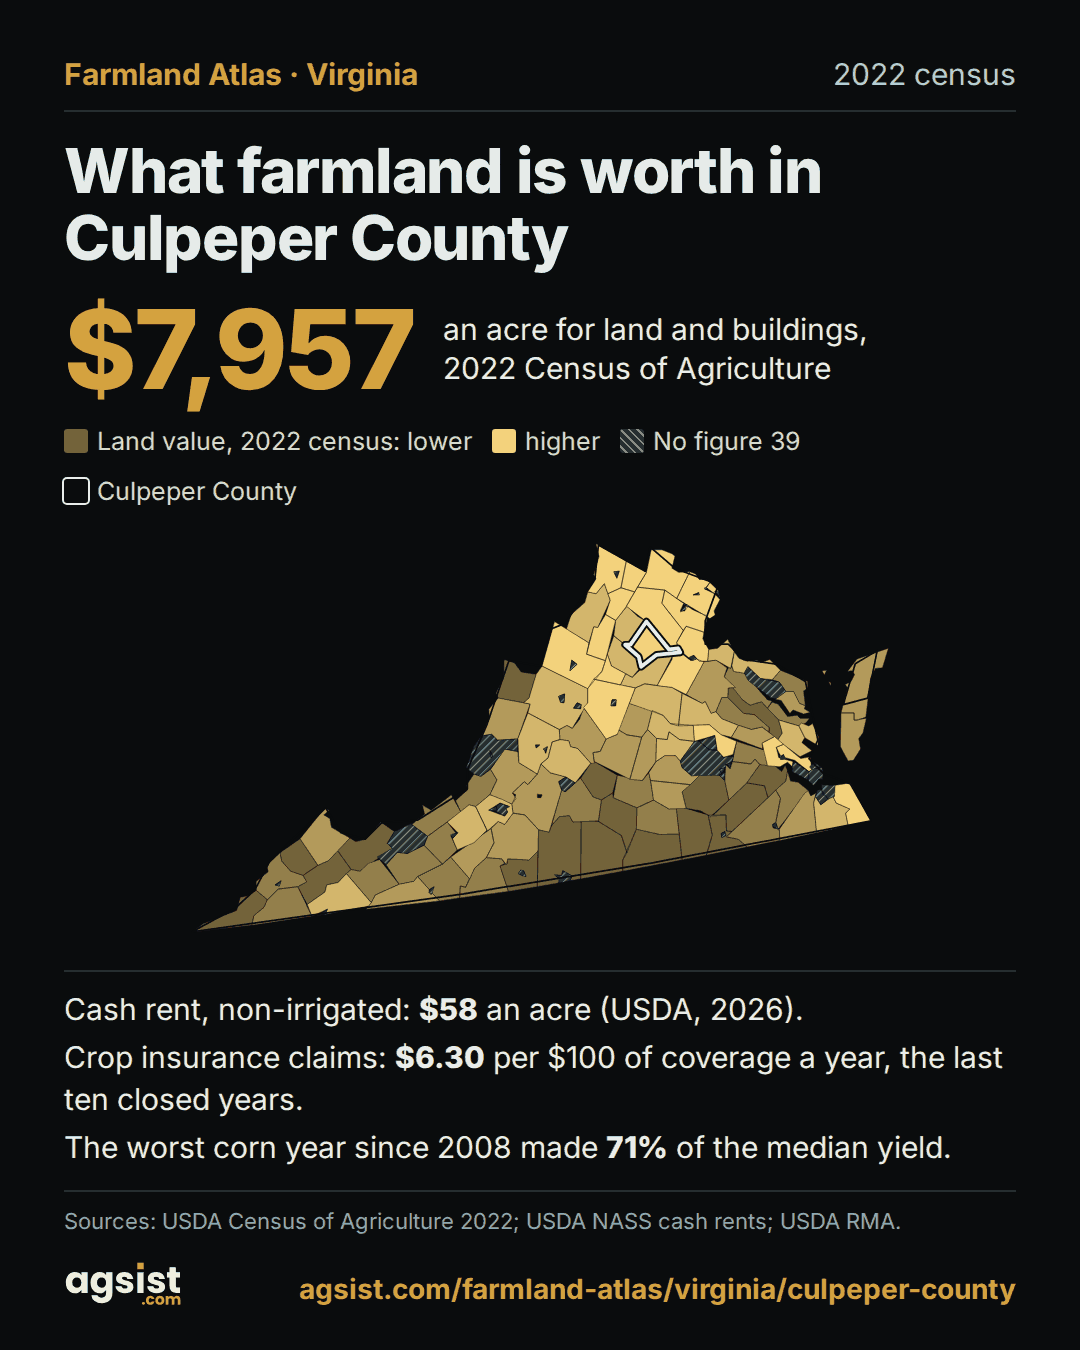 Farmland Atlas · Virginia
2022 census
What farmland is worth in
Culpeper County
$7,957
an acre for land and buildings,
2022 Census of Agriculture
Land value, 2022 census: lower
higher
No figure 39
Culpeper County
Cash rent, non-irrigated: $58 an acre (USDA, 2026).
Crop insurance claims: $6.30 per $100 of coverage a year, the last
ten closed years.
The worst corn year since 2008 made 71% of the median yield.
Sources: USDA Census of Agriculture 2022; USDA NASS cash rents; USDA RMA.
agsist
.com
agsist.com/farmland-atlas/virginia/culpeper-county